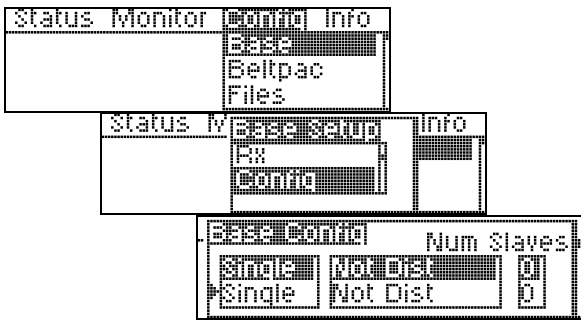 Status Monitor Config Info
Base
Beltpac
Files
Status M Base Setup Info
Rx
Config
Base Config Num Slaves
Single Not Dist 0
Single Not Dist 0